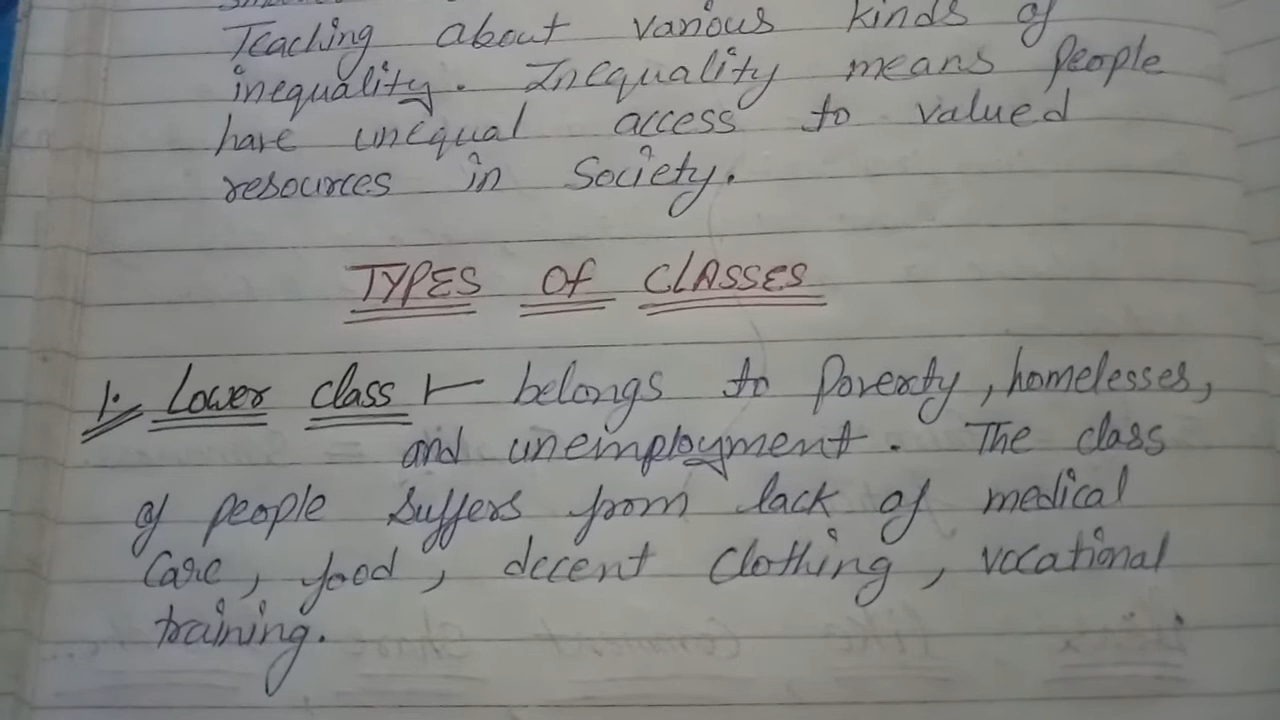 Teaching about various kinds of
inequality. Inequality means people
have unequal access to valued
resources in Society.
TYPES Of ClASSES
1. Lower class :- belongs to Poverty, homelesses,
and unemployment. The class
of people suffers from lack of medical
Care, food, decent Clothing, vocational
training.